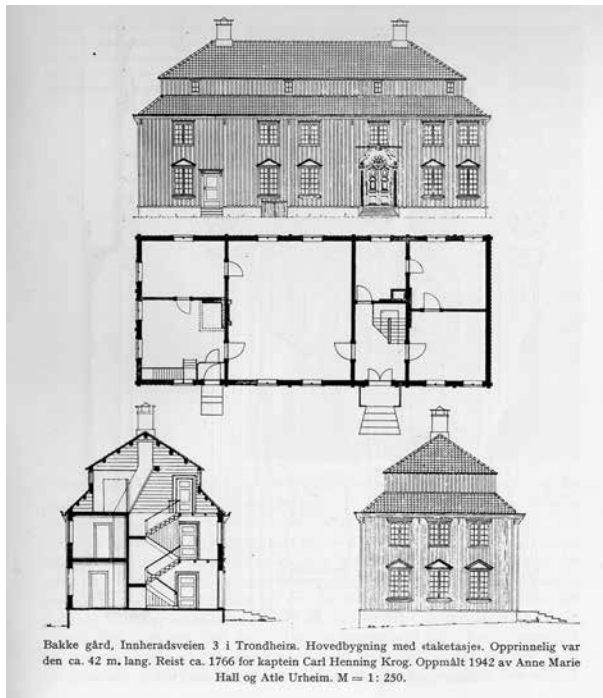 Bakke gård, Innheradsveien 3 i Trondheim. Hovedbygning med «taketasje». Opprinnelig var
den ca. 42 m. lang. Reist ca. 1766 for kaptein Carl Henning Krog. Oppmålt 1942 av Anne Marie
Hall og Atle Urheim. M = 1 : 250.